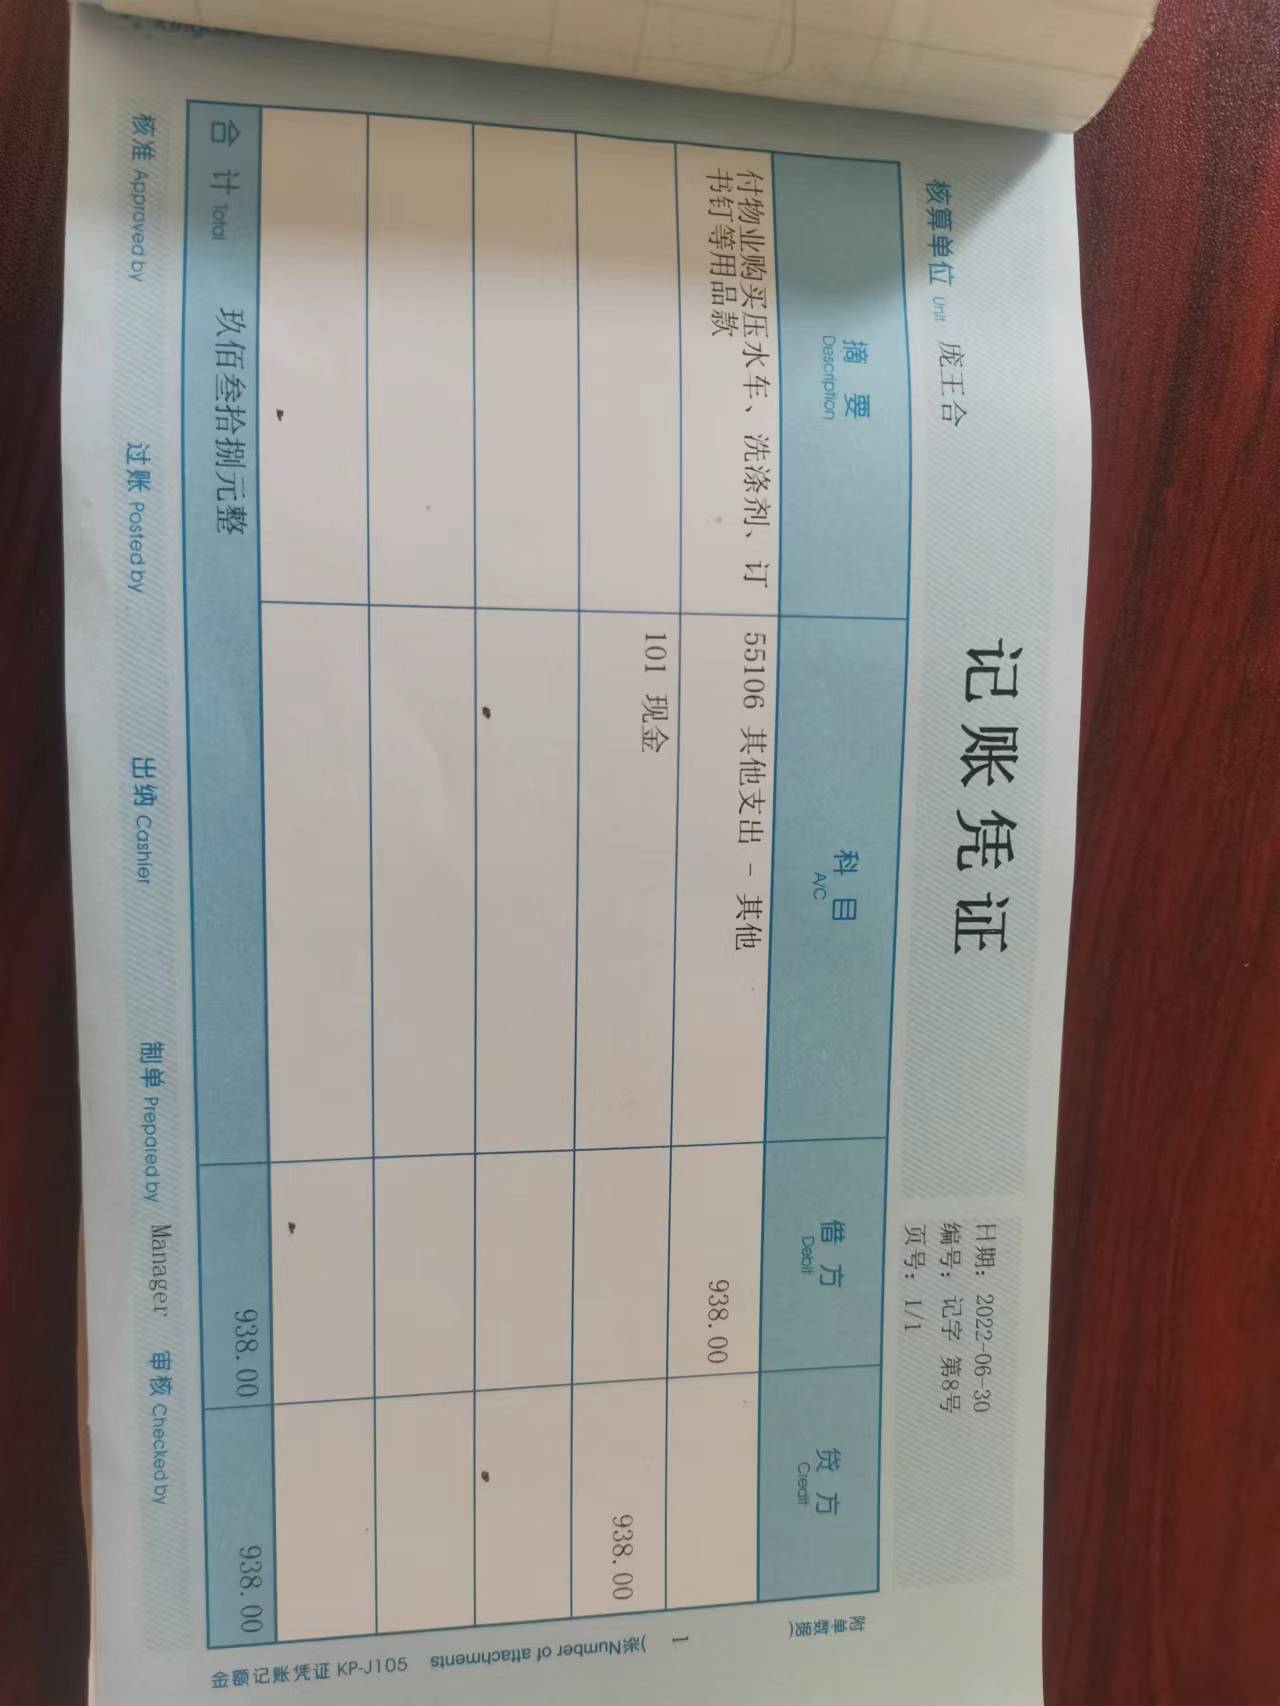 记账凭证
核算单位 Unit 庞王合
日期：2022-06-30
编号：记字 第8号
页号：1/1
摘 要 科 目 借 方 贷 方
Description A/C Debit Credit
付物业购买压水车、洗涤剂、订 55106 其他支出 - 其他 938.00
书钉等用品款
101 现金 938.00
合 计 Total 玖佰叁拾捌元整 938.00 938.00
核准 Approved by 过账 Posted by 出纳 Cashier 制单 Prepared by Manager 审核 Checked by
附单数据( 1 )张 Number of attachments
金额记账凭证 KP-J105